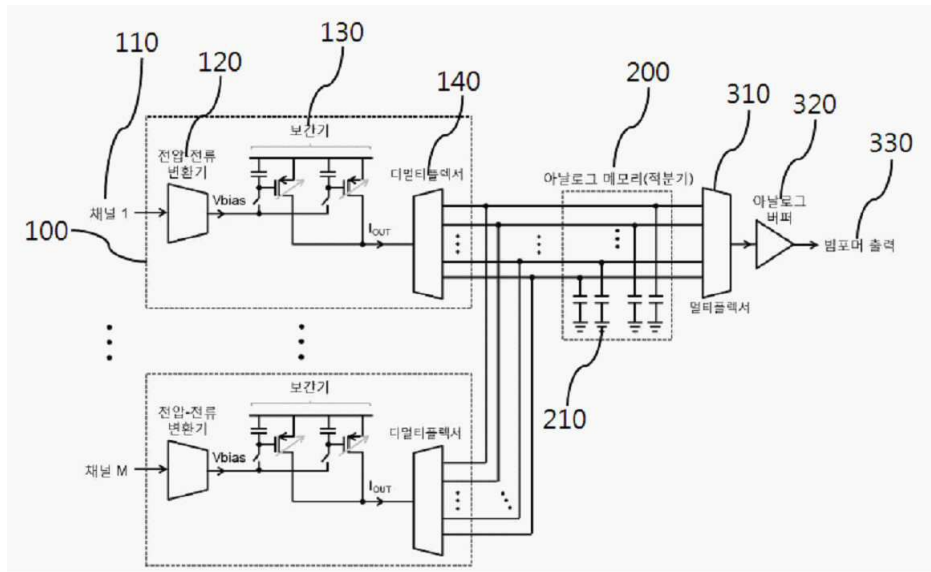 110
120
130
140
200
310
320
330
보간기
전압-전류
변환기
디멀티플렉서
아날로그 메모리(적분기)
아날로그
버퍼
채널 1
Vbias
IOUT
빔포머 출력
100
멀티플렉서
210
보간기
전압-전류
변환기
디멀티플렉서
채널 M
Vbias
IOUT